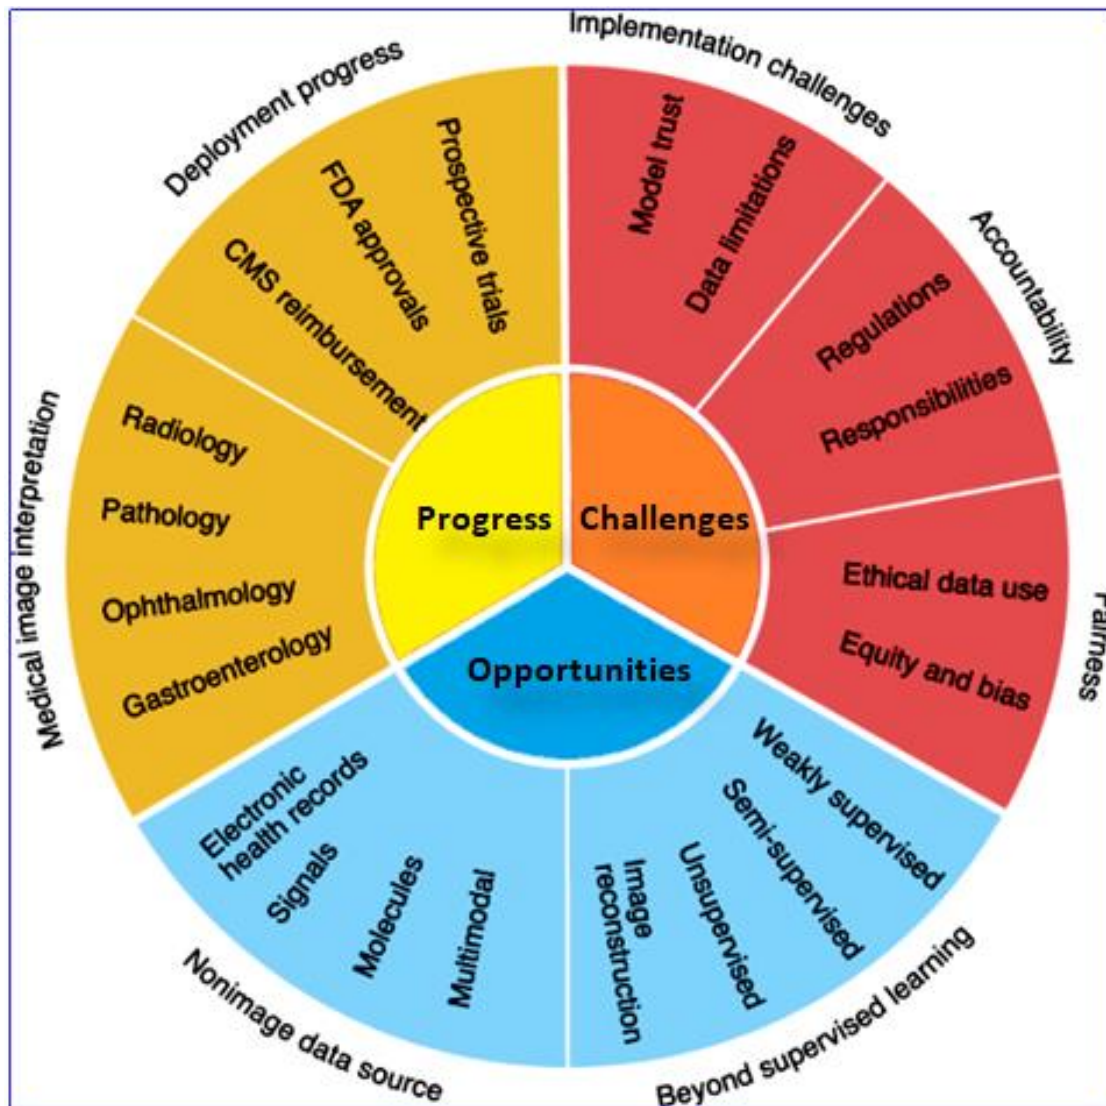 Implementation challenges
Model trust
Data limitations
Accountability
Regulations
Responsibilities
Fairness
Ethical data use
Equity and bias
Challenges
Beyond supervised learning
Weakly supervised
Semi-supervised
Unsupervised
Image
reconstruction
Opportunities
Nonimage data source
Multimodal
Molecules
Signals
Electronic
health records
Medical image interpretation
Radiology
Pathology
Ophthalmology
Gastroenterology
Progress
Deployment progress
CMS reimbursement
FDA approvals
Prospective trials